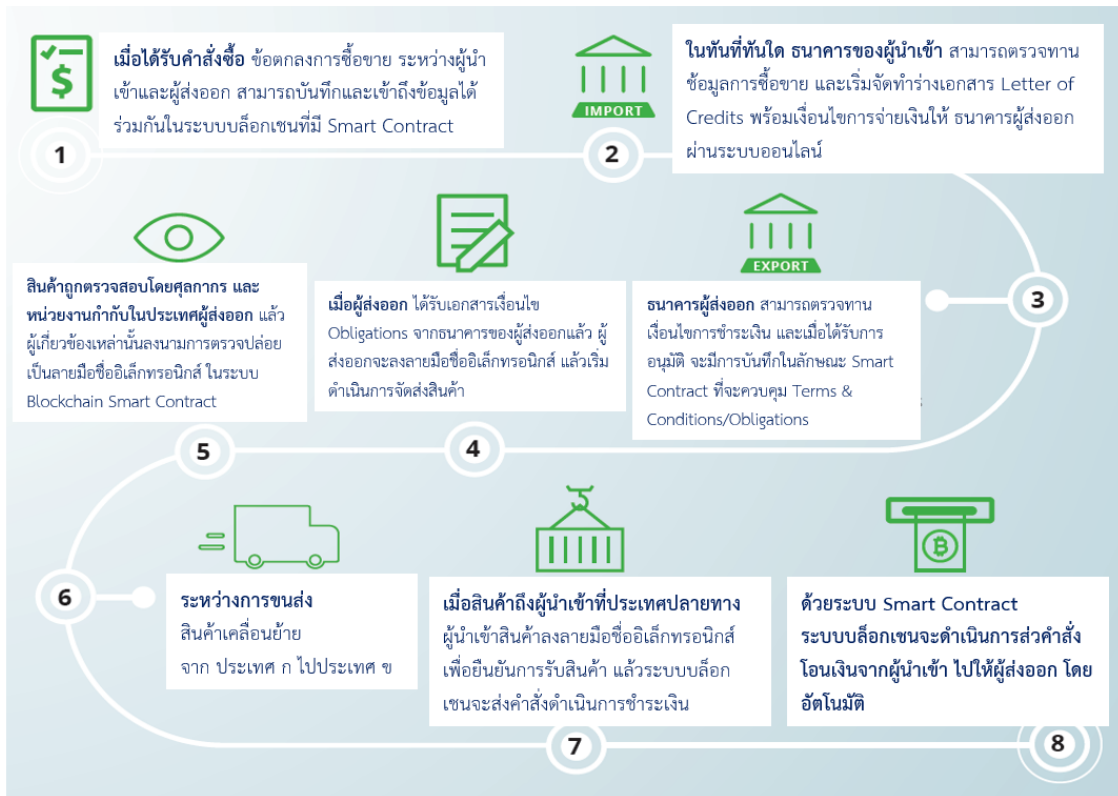 เมื่อได้รับคำสั่งซื้อ ข้อตกลงการซื้อขาย ระหว่างผู้นำ
เข้าและผู้ส่งออก สามารถบันทึกและเข้าถึงข้อมูลได้
ร่วมกันในระบบบล็อกเชนที่มี Smart Contract
1
IMPORT
2
ในทันที่ทันใด ธนาคารของผู้นำเข้า สามารถตรวจทาน
ข้อมูลการซื้อขาย และเริ่มจัดทำร่างเอกสาร Letter of
Credits พร้อมเงื่อนไขการจ่ายเงินให้ ธนาคารผู้ส่งออก
ผ่านระบบออนไลน์
EXPORT
ธนาคารผู้ส่งออก สามารถตรวจทาน
เงื่อนไขการชำระเงิน และเมื่อได้รับการ
อนุมัติ จะมีการบันทึกในลักษณะ Smart
Contract ที่จะควบคุม Terms &
Conditions/Obligations
3
เมื่อผู้ส่งออก ได้รับเอกสารเงื่อนไข
Obligations จากธนาคารของผู้ส่งออกแล้ว ผู้
ส่งออกจะลงลายมือชื่ออิเล็กทรอนิกส์ แล้วเริ่ม
ดำเนินการจัดส่งสินค้า
4
สินค้าถูกตรวจสอบโดยศุลกากร และ
หน่วยงานกำกับในประเทศผู้ส่งออก แล้ว
ผู้เกี่ยวข้องเหล่านั้นลงนามการตรวจปล่อย
เป็นลายมือชื่ออิเล็กทรอนิกส์ ในระบบ
Blockchain Smart Contract
5
6
ระหว่างการขนส่ง
สินค้าเคลื่อนย้าย
จาก ประเทศ ก ไปประเทศ ข
เมื่อสินค้าถึงผู้นำเข้าที่ประเทศปลายทาง
ผู้นำเข้าสินค้าลงลายมือชื่ออิเล็กทรอนิกส์
เพื่อยืนยันการรับสินค้า แล้วระบบบล็อก
เชนจะส่งคำสั่งดำเนินการชำระเงิน
7
ด้วยระบบ Smart Contract
ระบบบล็อกเชนจะดำเนินการส่วคำสั่ง
โอนเงินจากผู้นำเข้า ไปให้ผู้ส่งออก โดย
อัตโนมัติ
8